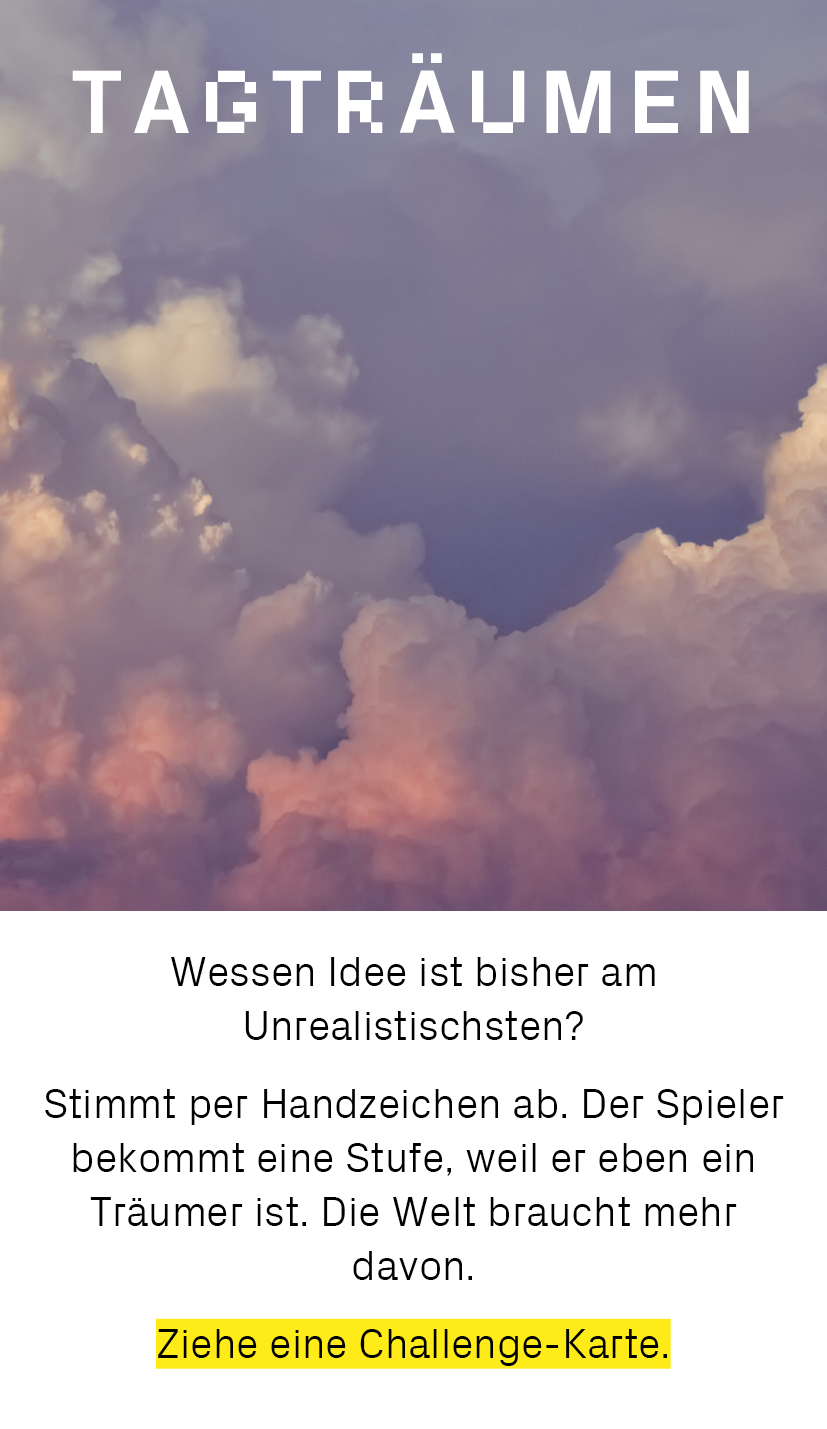 TAGTRÄUMEN
Wessen Idee ist bisher am
Unrealistischsten?
Stimmt per Handzeichen ab. Der Spieler
bekommt eine Stufe, weil er eben ein
Träumer ist. Die Welt braucht mehr
davon.
Ziehe eine Challenge-Karte.